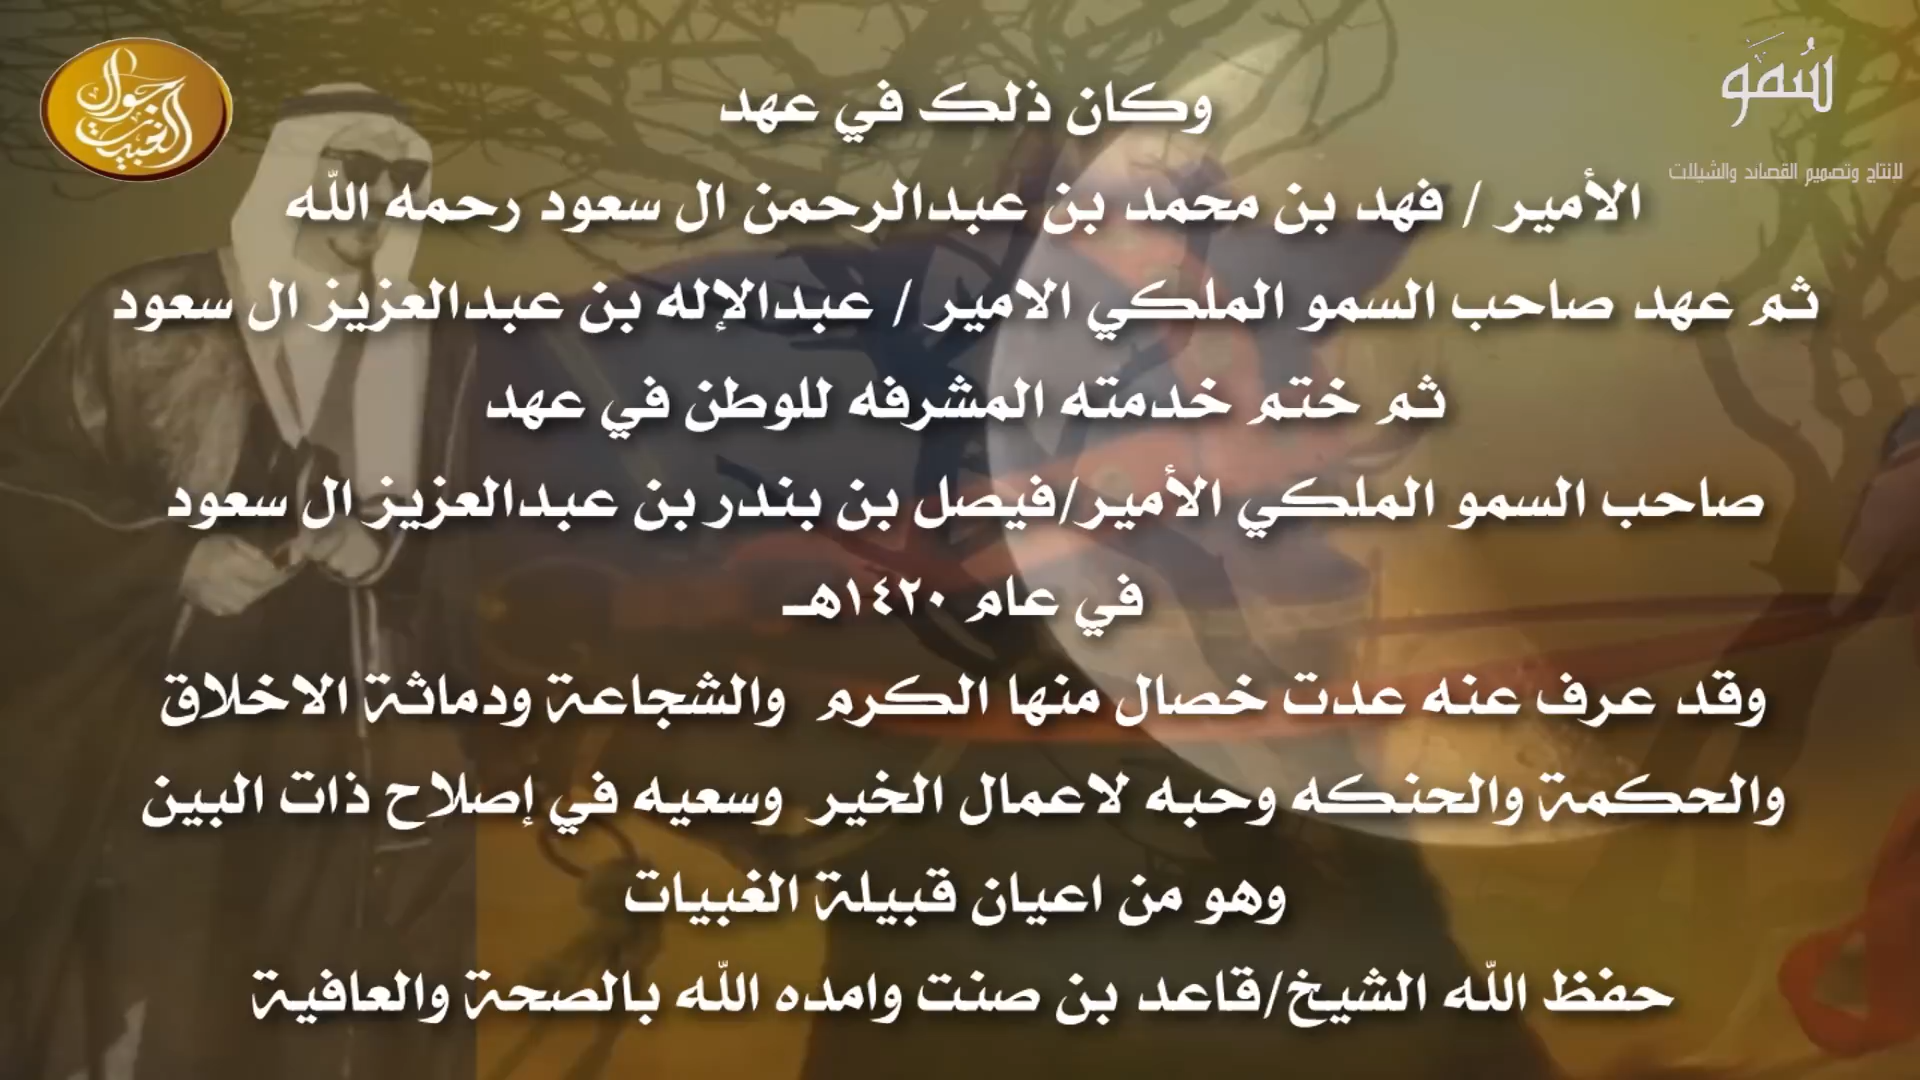 جوال الغبيات
سُمَو
لإنتاج وتصميم القصائد والشيلات
وكان ذلك في عهد
الأمير / فهد بن محمد بن عبدالرحمن ال سعود رحمه الله
ثم عهد صاحب السمو الملكي الامير / عبدالإله بن عبدالعزيز ال سعود
ثم ختم خدمته المشرفه للوطن في عهد
صاحب السمو الملكي الأمير/فيصل بن بندر بن عبدالعزيز ال سعود
في عام ١٤٢٠هـ
وقد عرف عنه عدت خصال منها الكرم والشجاعة ودماثة الاخلاق
والحكمة والحنكه وحبه لاعمال الخير وسعيه في إصلاح ذات البين
وهو من اعيان قبيلة الغبيات
حفظ الله الشيخ/قاعد بن صنت وامده الله بالصحة والعافية